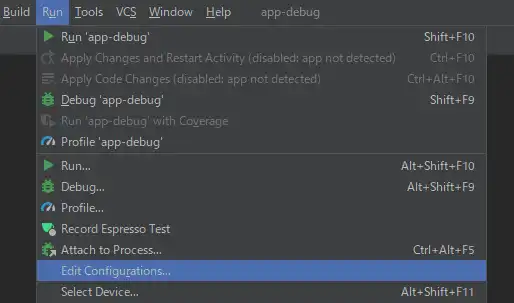 Build Run Tools VCS Window Help app-debug
Run 'app-debug' Shift+F10
Apply Changes and Restart Activity (disabled: app not detected) Ctrl+F10
Apply Code Changes (disabled: app not detected) Ctrl+Alt+F10
Debug 'app-debug' Shift+F9
Run 'app-debug' with Coverage
Profile 'app-debug'
Run... Alt+Shift+F10
Debug... Alt+Shift+F9
Profile...
Record Espresso Test
Attach to Process... Ctrl+Alt+F5
Edit Configurations...
Select Device... Alt+Shift+F11